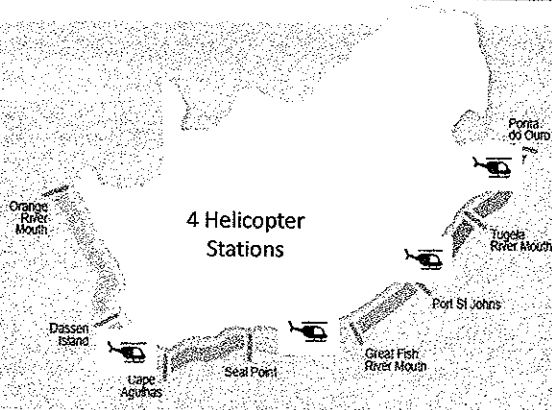 Ponta
do Ouro
Orange
River
Mouth
4 Helicopter
Stations
Tugela
River Mouth
Port St Johns
Dassen
Island
Great Fish
River Mouth
Seal Point
Cape
Agulhas